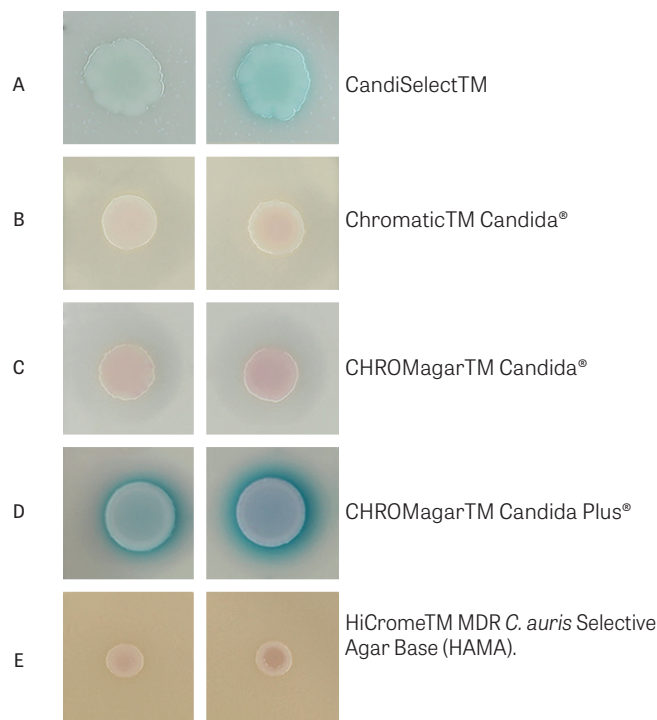 A CandiSelectTM
B ChromaticTM Candida®
C CHROMagarTM Candida®
D CHROMagarTM Candida Plus®
E HiCromeTM MDR C. auris Selective
Agar Base (HAMA).